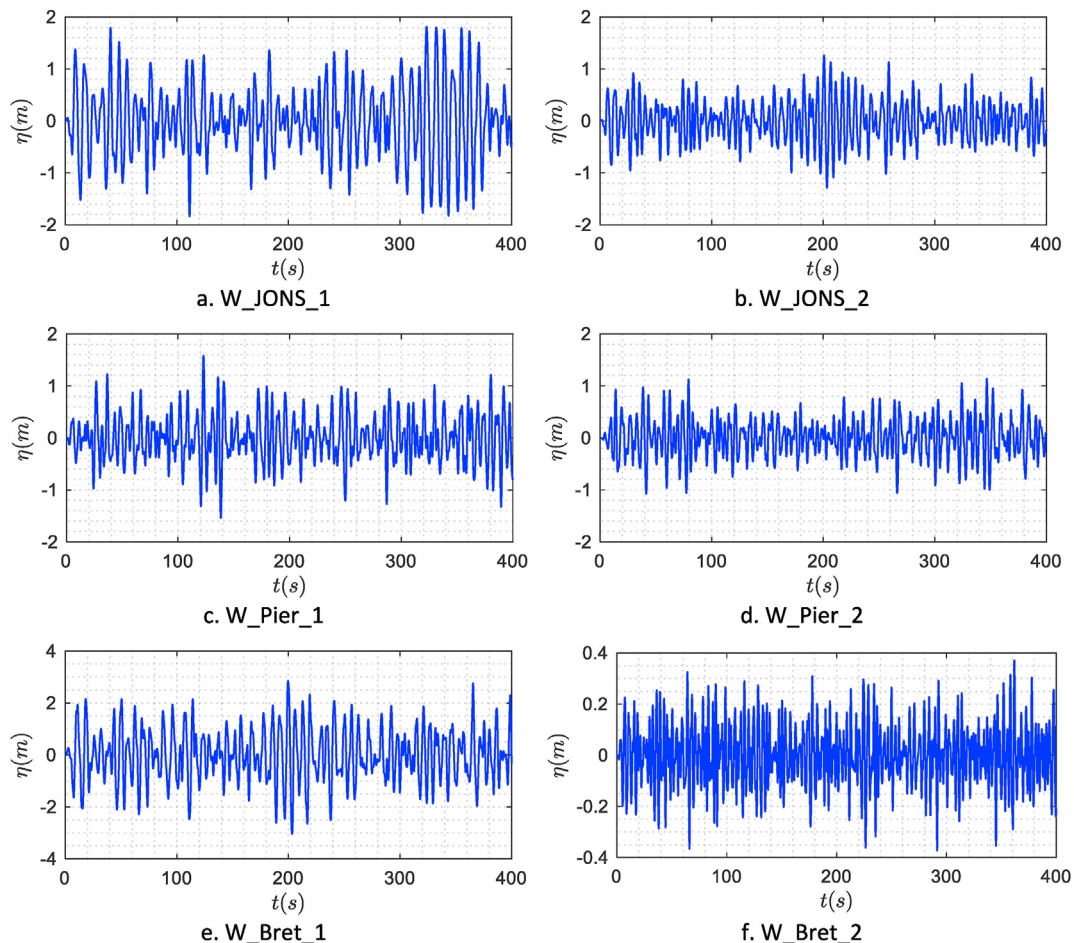 2
1
0
-1
-2
η(m)
0 100 200 300 400
t(s)
a. W_JONS_1
2
1
0
-1
-2
η(m)
0 100 200 300 400
t(s)
b. W_JONS_2
2
1
0
-1
-2
η(m)
0 100 200 300 400
t(s)
c. W_Pier_1
2
1
0
-1
-2
η(m)
0 100 200 300 400
t(s)
d. W_Pier_2
4
2
0
-2
-4
η(m)
0 100 200 300 400
t(s)
e. W_Bret_1
0.4
0.2
0
-0.2
-0.4
η(m)
0 100 200 300 400
t(s)
f. W_Bret_2